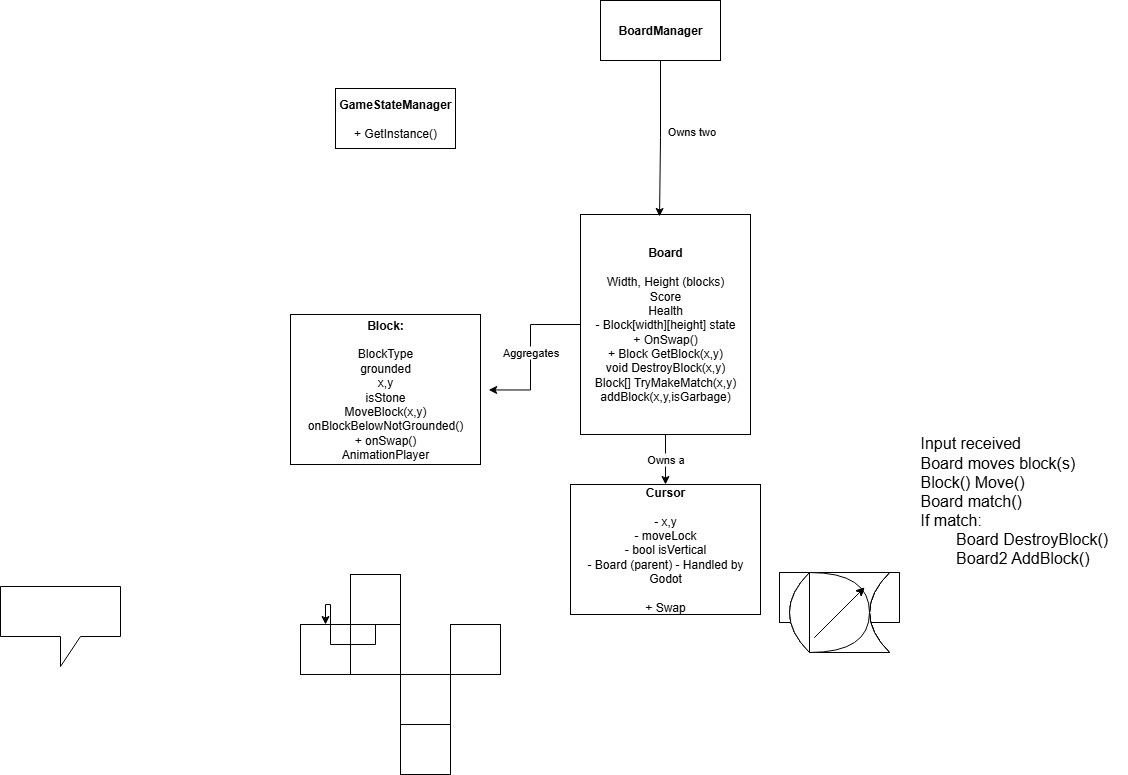 BoardManager
GameStateManager
+ GetInstance()
Owns two
Board
Width, Height (blocks)
Score
Health
- Block[width][height] state
+ OnSwap()
+ Block GetBlock(x,y)
void DestroyBlock(x,y)
Block[] TryMakeMatch(x,y)
addBlock(x,y,isGarbage)
Aggregates
Block:
BlockType
grounded
x,y
isStone
MoveBlock(x,y)
onBlockBelowNotGrounded()
+ onSwap()
AnimationPlayer
Owns a
Cursor
- x,y
- moveLock
- bool isVertical
- Board (parent) - Handled by
Godot
+ Swap
Input received
Board moves block(s)
Block() Move()
Board match()
If match:
Board DestroyBlock()
Board2 AddBlock()